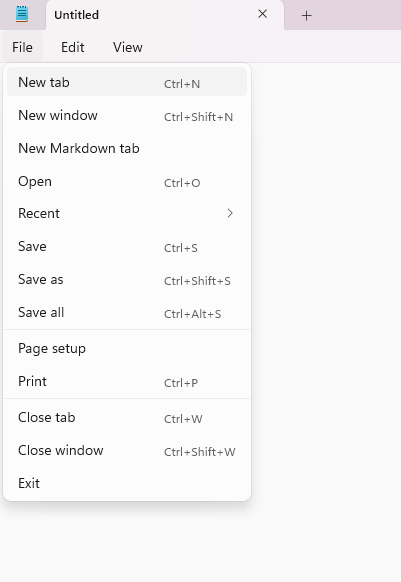 Untitled
File Edit View
New tab Ctrl+N
New window Ctrl+Shift+N
New Markdown tab
Open Ctrl+O
Recent
Save Ctrl+S
Save as Ctrl+Shift+S
Save all Ctrl+Alt+S
Page setup
Print Ctrl+P
Close tab Ctrl+W
Close window Ctrl+Shift+W
Exit